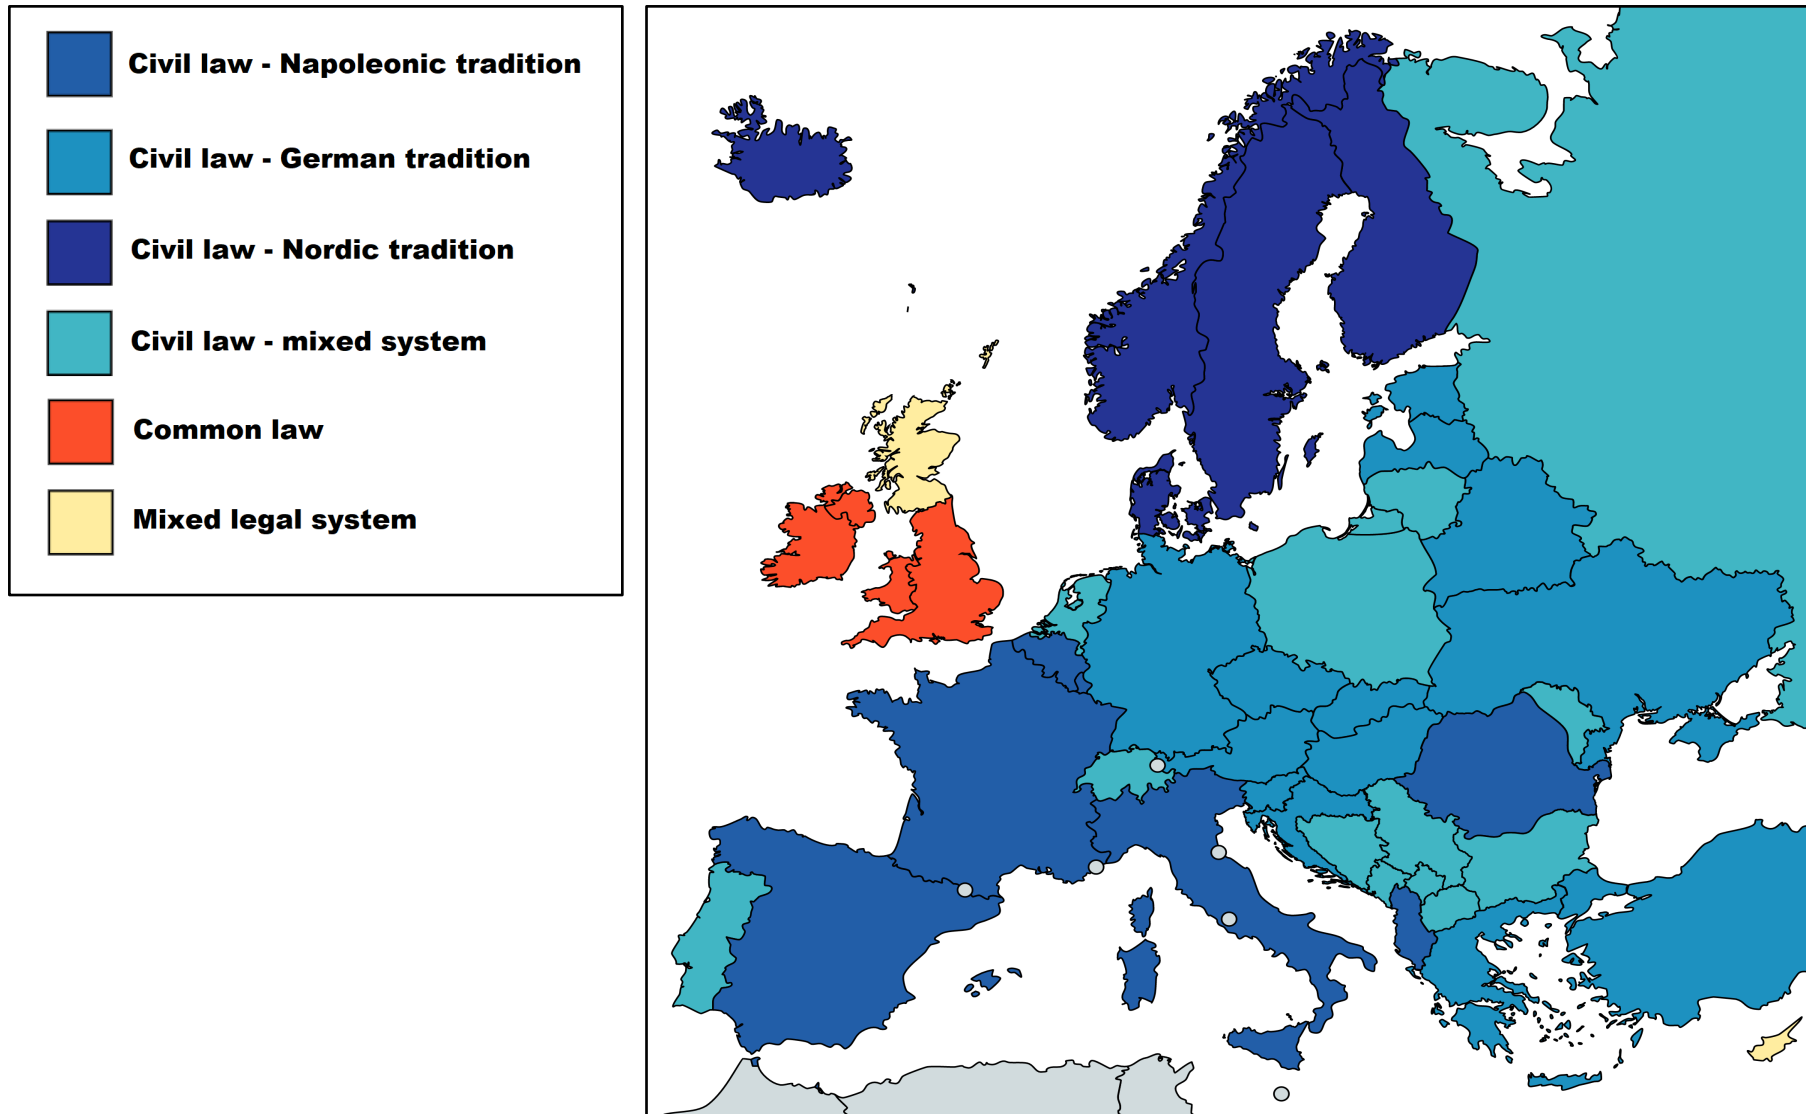 Civil law - Napoleonic tradition
Civil law - German tradition
Civil law - Nordic tradition
Civil law - mixed system
Common law
Mixed legal system